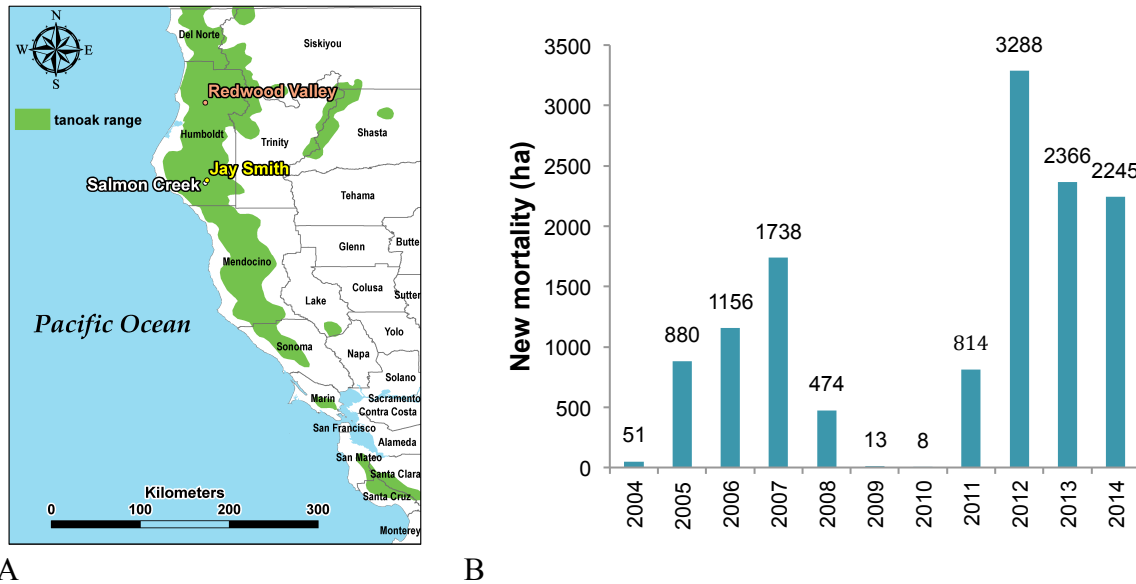 N
W E
S
tanoak range
Del Norte
Siskiyou
Redwood Valley
Humboldt
Trinity
Shasta
Jay Smith
Salmon Creek
Tehama
Glenn
Butte
Mendocino
Colusa
Lake
Sutter
Pacific Ocean
Yolo
Sonoma
Napa
Solano
Marin
Sacramento
Contra Costa
San Francisco
Alameda
San Mateo
Santa Clara
Santa Cruz
Monterey
Kilometers
0 100 200 300
A
New mortality (ha)
3500
3000
2500
2000
1500
1000
500
0
51
880
1156
1738
474
13
8
814
3288
2366
2245
2004 2005 2006 2007 2008 2009 2010 2011 2012 2013 2014
B